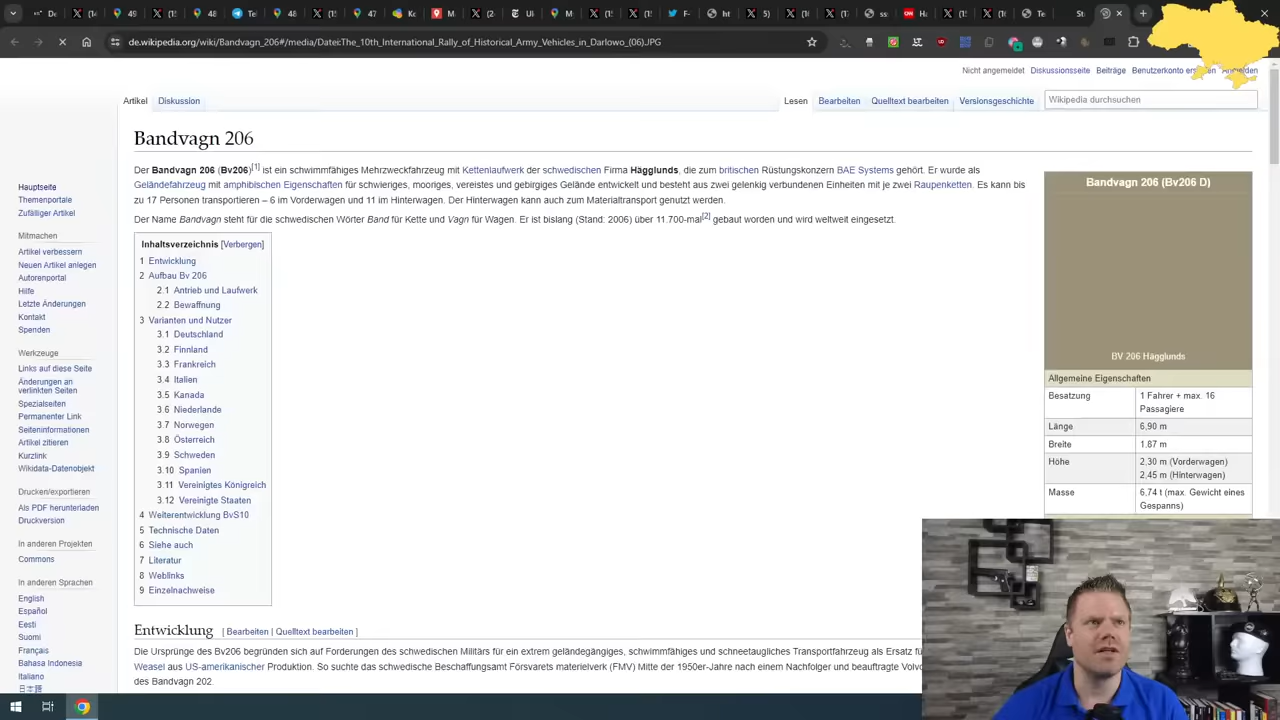 de.wikipedia.org/wiki/Bandvagn_206#/media/Datei:The_10th_International_Rally_of_Historical_Army_Vehicles_in_Darlowo_(06).JPG
Nicht angemeldet Diskussionsseite Beiträge Benutzerkonto
Artikel Diskussion Lesen Bearbeiten Quelltext bearbeiten Versionsgeschichte Wikipedia durchsuchen
Bandvagn 206
Der Bandvagn 206 (Bv206)[1] ist ein schwimmfähiges Mehrzweckfahrzeug mit Kettenlaufwerk der schwedischen Firma Hägglunds, die zum britischen Rüstungskonzern BAE Systems gehört. Er wurde als
Geländefahrzeug mit amphibischen Eigenschaften für schwieriges, mooriges, vereistes und gebirgiges Gelände entwickelt und besteht aus zwei gelenkig verbundenen Einheiten mit je zwei Raupenketten. Es kann bis
zu 17 Personen transportieren – 6 im Vorderwagen und 11 im Hinterwagen. Der Hinterwagen kann auch zum Materialtransport genutzt werden.
Der Name Bandvagn steht für die schwedischen Wörter Band für Kette und Vagn für Wagen. Er ist bislang (Stand: 2006) über 11.700-mal[2] gebaut worden und wird weltweit eingesetzt.
Hauptseite
Themenportale
Zufälliger Artikel
Mitmachen
Artikel verbessern
Neuen Artikel anlegen
Autorenportal
Hilfe
Letzte Änderungen
Kontakt
Spenden
Werkzeuge
Links auf diese Seite
Änderungen an
verlinkten Seiten
Spezialseiten
Permanenter Link
Seiteninformationen
Artikel zitieren
Kurzlink
Wikidata-Datenobjekt
Drucken/exportieren
Als PDF herunterladen
Druckversion
In anderen Projekten
Commons
In anderen Sprachen
English
Español
Eesti
Suomi
Français
Bahasa Indonesia
Italiano
日本語
Inhaltsverzeichnis [Verbergen]
1 Entwicklung
2 Aufbau Bv 206
2.1 Antrieb und Laufwerk
2.2 Bewaffnung
3 Varianten und Nutzer
3.1 Deutschland
3.2 Finnland
3.3 Frankreich
3.4 Italien
3.5 Kanada
3.6 Niederlande
3.7 Norwegen
3.8 Österreich
3.9 Schweden
3.10 Spanien
3.11 Vereinigtes Königreich
3.12 Vereinigte Staaten
4 Weiterentwicklung BvS10
5 Technische Daten
6 Siehe auch
7 Literatur
8 Weblinks
9 Einzelnachweise
Bandvagn 206 (Bv206 D)
BV 206 Hägglunds
Allgemeine Eigenschaften
Besatzung 1 Fahrer + max. 16
Passagiere
Länge 6,90 m
Breite 1,87 m
Höhe 2,30 m (Vorderwagen)
2,45 m (Hinterwagen)
Masse 6,74 t (max. Gewicht eines
Gespanns)
Entwicklung [ Bearbeiten | Quelltext bearbeiten ]
Die Ursprünge des Bv206 begründen sich auf Forderungen des schwedischen Militärs für ein extrem geländegängiges, schwimmfähiges und schneetaugliches Transportfahrzeug als Ersatz
Weasel aus US-amerikanischer Produktion. So suchte das schwedische Beschaffungsamt Försvarets materielverk (FMV) Mitte der 1950er-Jahre nach einem Nachfolger und beauftragte
des Bandvagn 202.